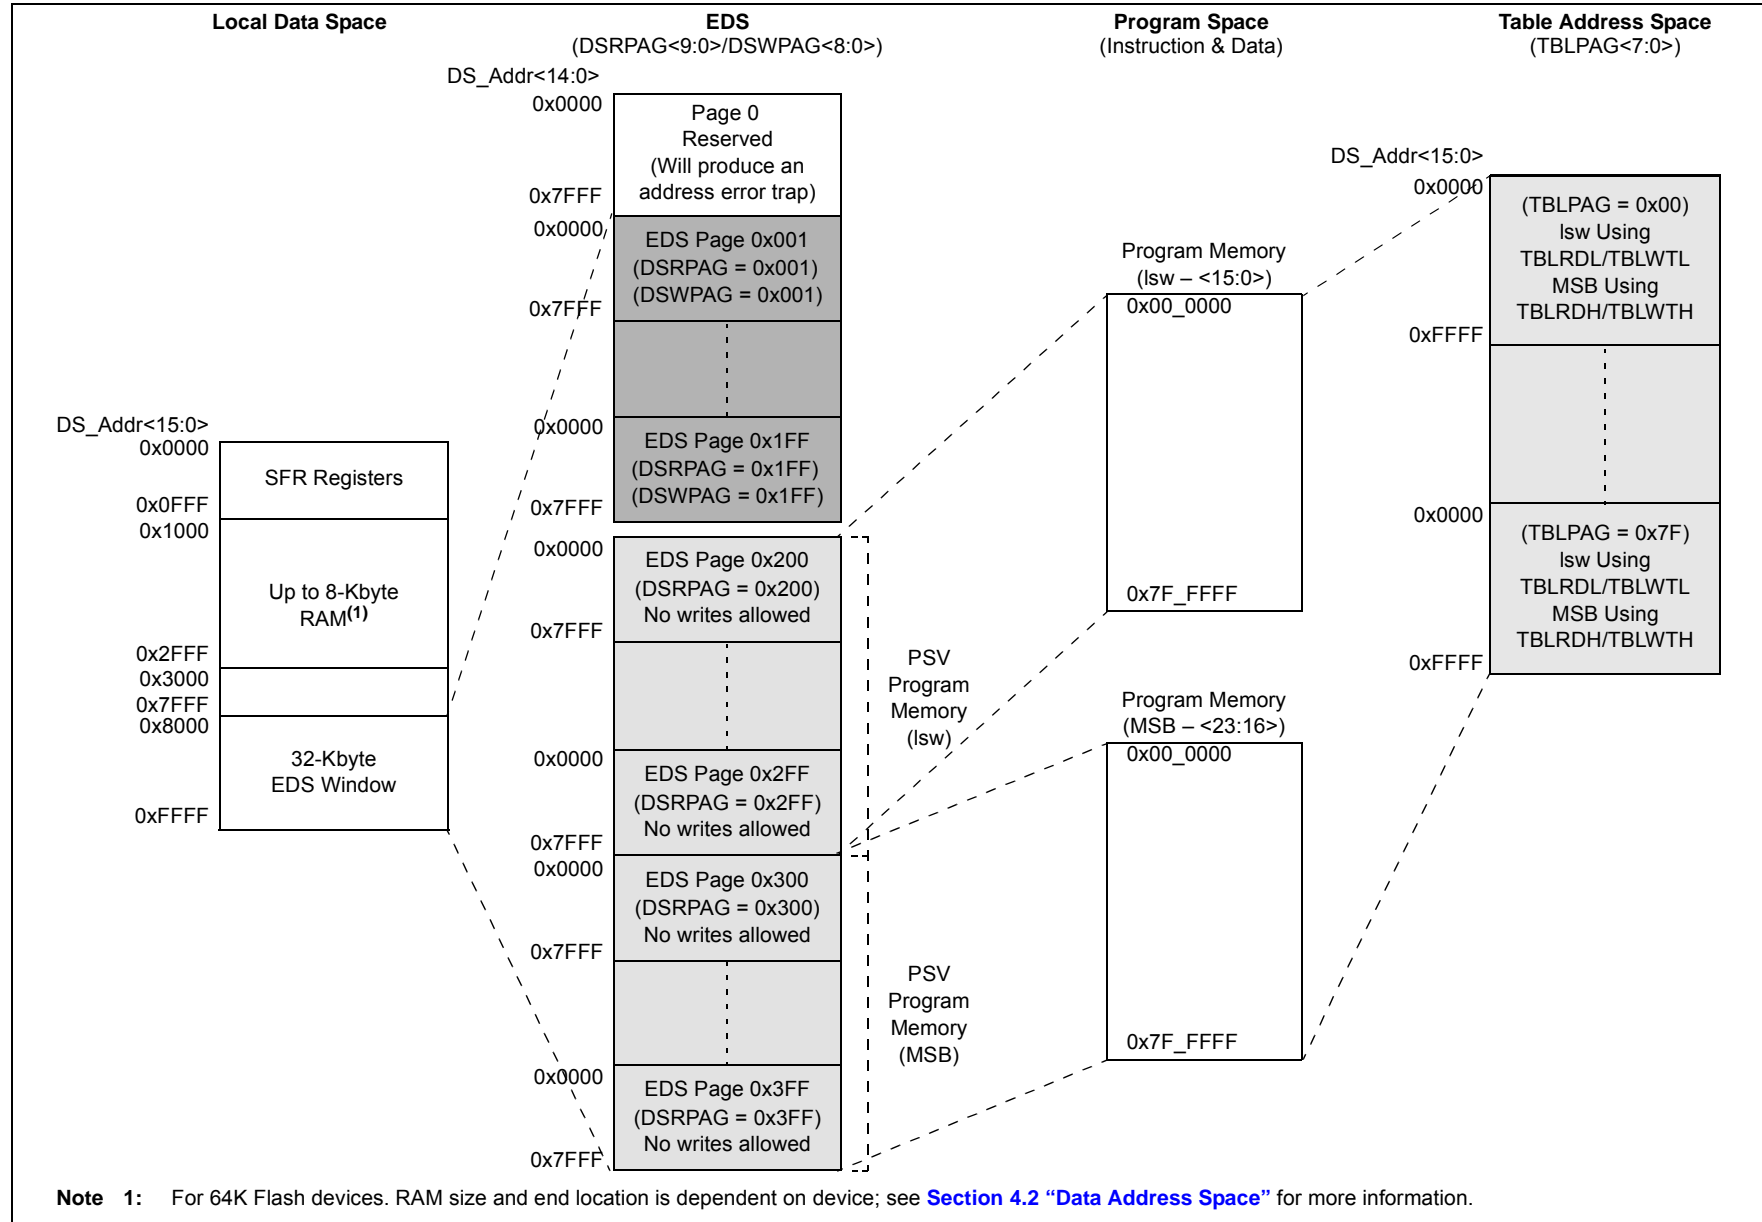 Local Data Space
EDS
(DSRPAG<9:0>/DSWPAG<8:0>)
Program Space
(Instruction & Data)
Table Address Space
(TBLPAG<7:0>)
DS_Addr<15:0>
0x0000
SFR Registers
0x0FFF
0x1000
Up to 8-Kbyte
RAM(1)
0x2FFF
0x3000
0x7FFF
0x8000
32-Kbyte
EDS Window
0xFFFF
DS_Addr<14:0>
0x0000
Page 0
Reserved
(Will produce an
address error trap)
0x7FFF
0x0000
EDS Page 0x001
(DSRPAG = 0x001)
(DSWPAG = 0x001)
0x7FFF
0x0000
EDS Page 0x1FF
(DSRPAG = 0x1FF)
(DSWPAG = 0x1FF)
0x7FFF
0x0000
EDS Page 0x200
(DSRPAG = 0x200)
No writes allowed
0x7FFF
0x0000
EDS Page 0x2FF
(DSRPAG = 0x2FF)
No writes allowed
0x7FFF
0x0000
EDS Page 0x300
(DSRPAG = 0x300)
No writes allowed
0x7FFF
0x0000
EDS Page 0x3FF
(DSRPAG = 0x3FF)
No writes allowed
0x7FFF
PSV
Program
Memory
(lsw)
PSV
Program
Memory
(MSB)
Program Memory
(lsw – <15:0>)
0x00_0000
0x7F_FFFF
Program Memory
(MSB – <23:16>)
0x00_0000
0x7F_FFFF
DS_Addr<15:0>
0x0000
(TBLPAG = 0x00)
lsw Using
TBLRDL/TBLWTL
MSB Using
TBLRDH/TBLWTH
0xFFFF
0x0000
(TBLPAG = 0x7F)
lsw Using
TBLRDL/TBLWTL
MSB Using
TBLRDH/TBLWTH
0xFFFF
Note 1: For 64K Flash devices. RAM size and end location is dependent on device; see Section 4.2 “Data Address Space” for more information.